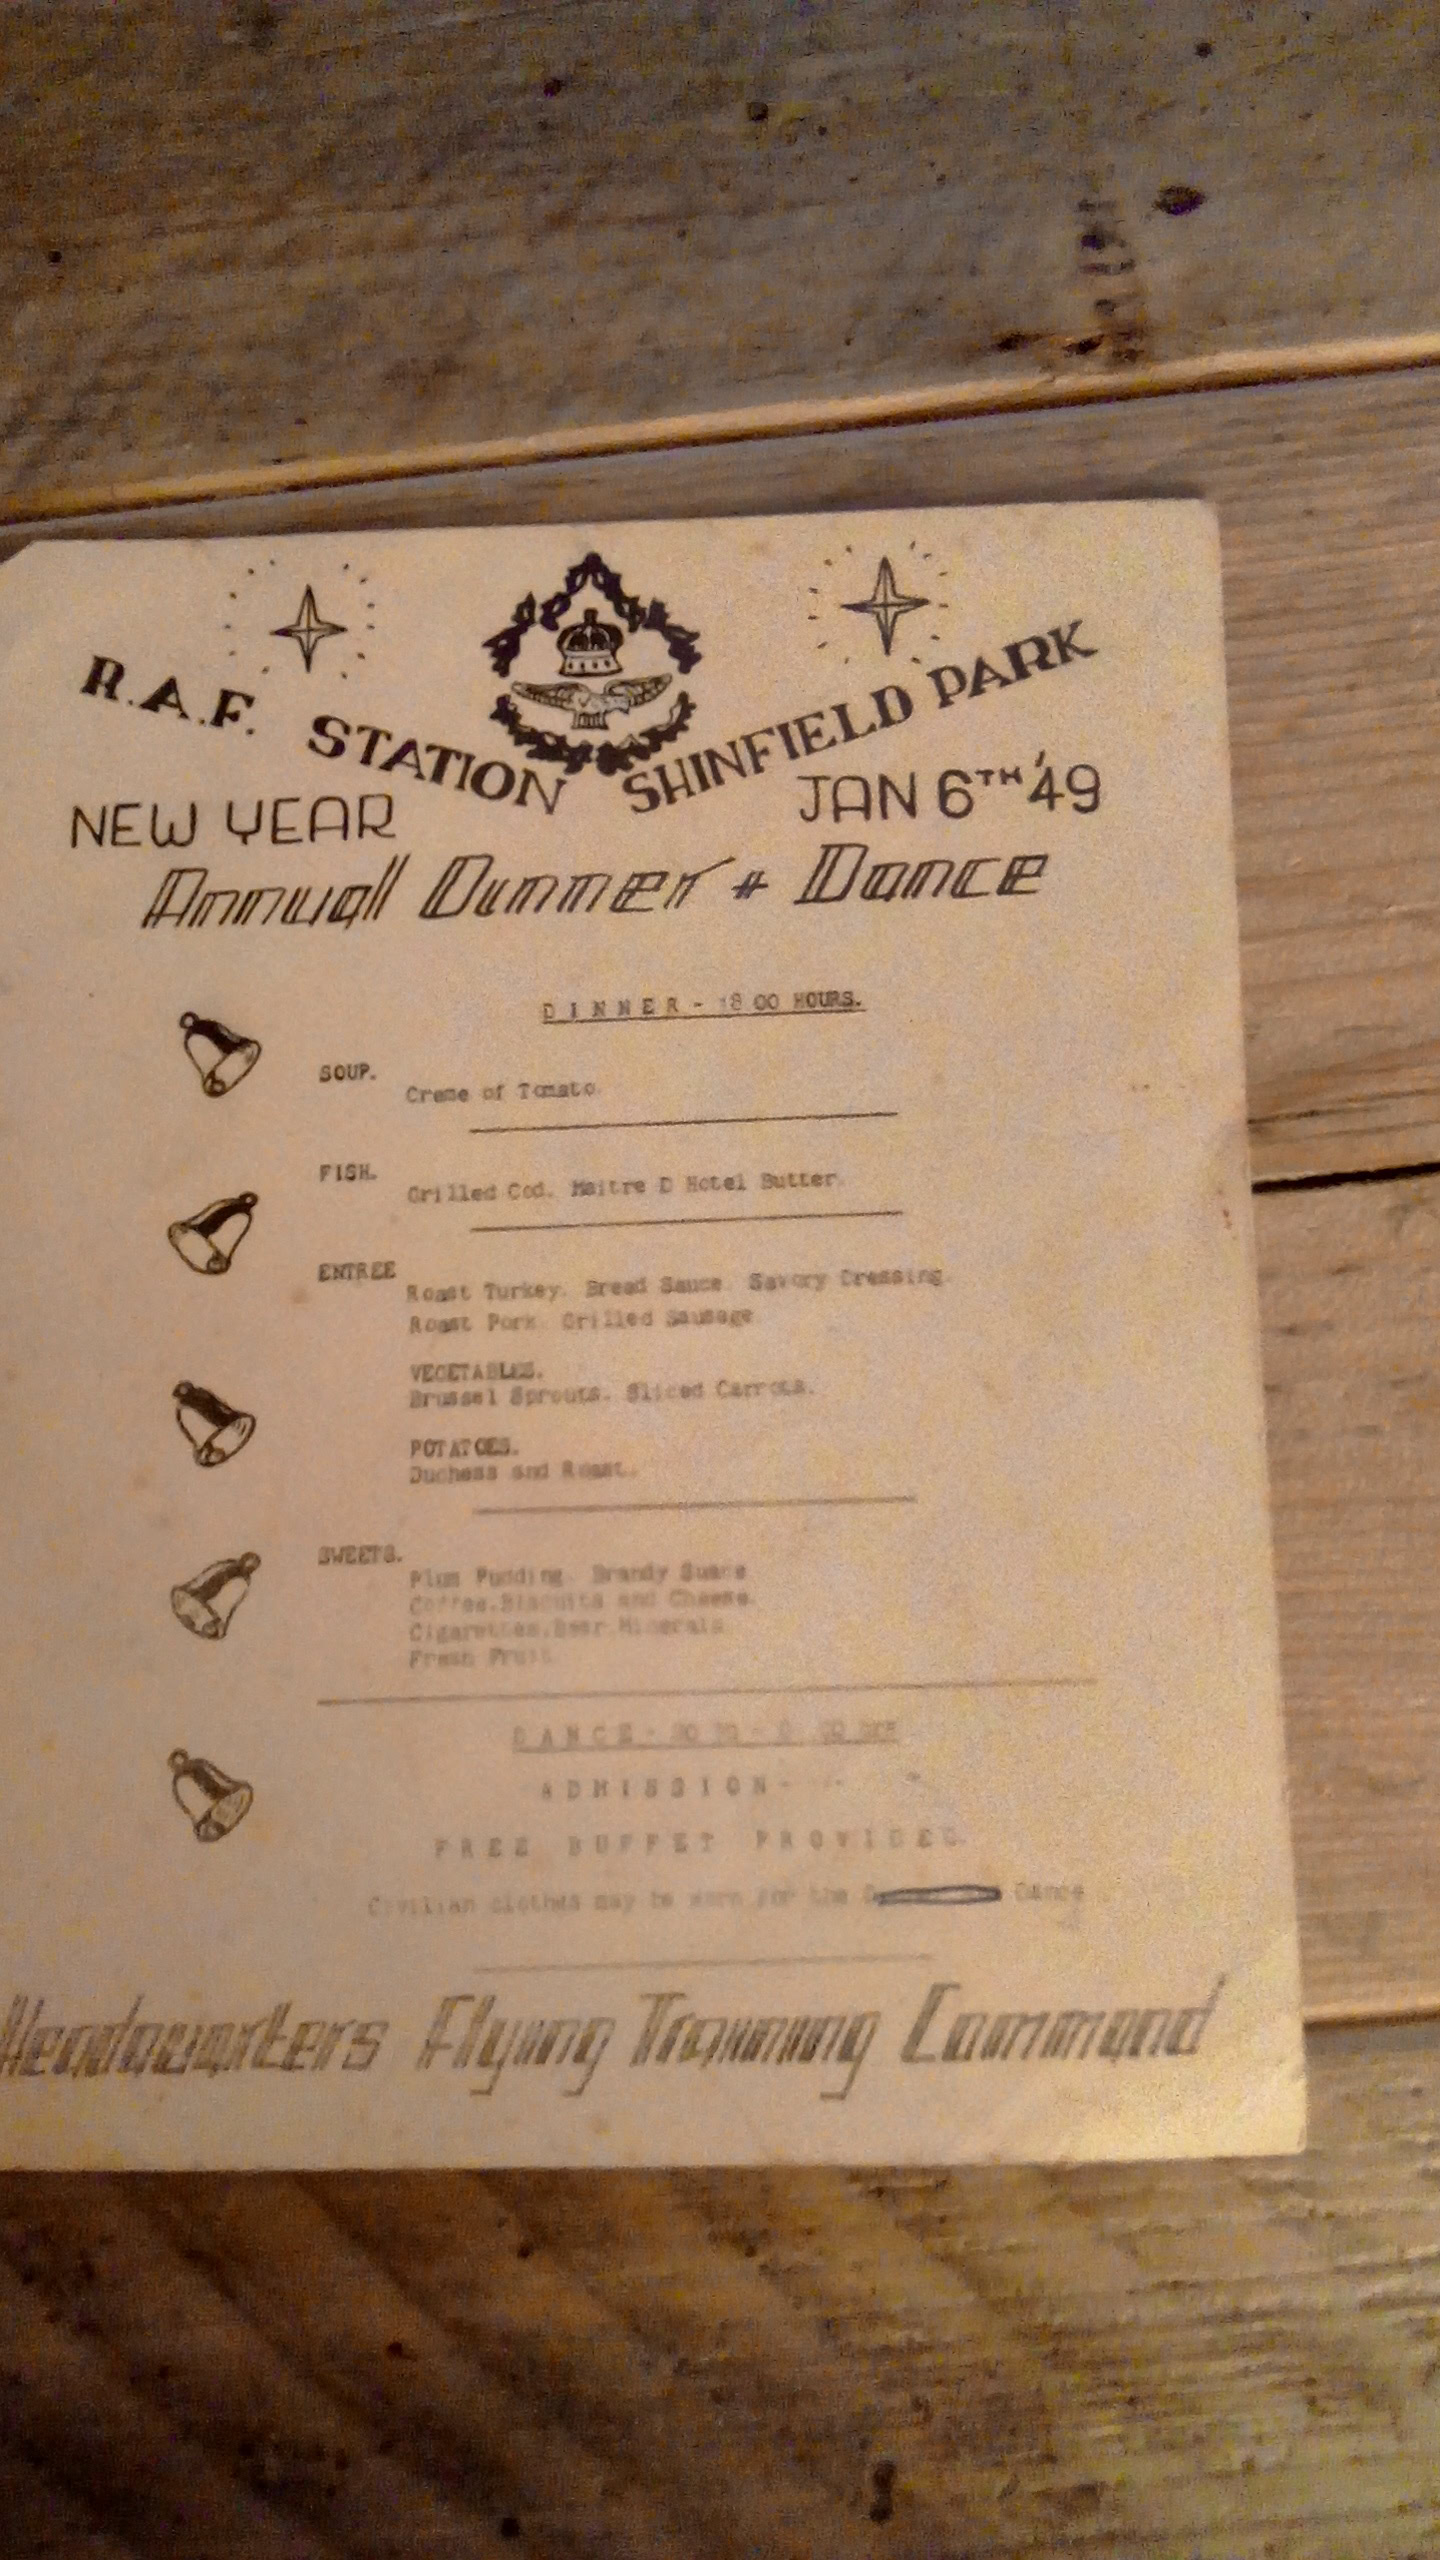 R.A.F. STATION SHINFIELD PARK
NEW YEAR JAN 6TH '49
Annual Dinner + Dance
DINNER - 18 00 HOURS.
SOUP.
Creme of Tomato.
FISH.
Grilled Cod. Maitre D Hotel Butter.
ENTREE
Roast Turkey. Bread Sauce. Savory Dressing.
Roast Pork. Grilled Sausage
VEGETABLES.
Brussel Sprouts. Sliced Carrots.
POTATOES.
Duchess and Roast.
SWEETS.
Plum Pudding. Brandy
Coffee. Biscuits and Cheese.
Cigarettes. Beer. Minerals
Fresh Fruit
DANCE -
ADMISSION -
FREE BUFFET PROVIDED.
Civilian clothes may be worn for the Dance
Headquarters Flying Training Command